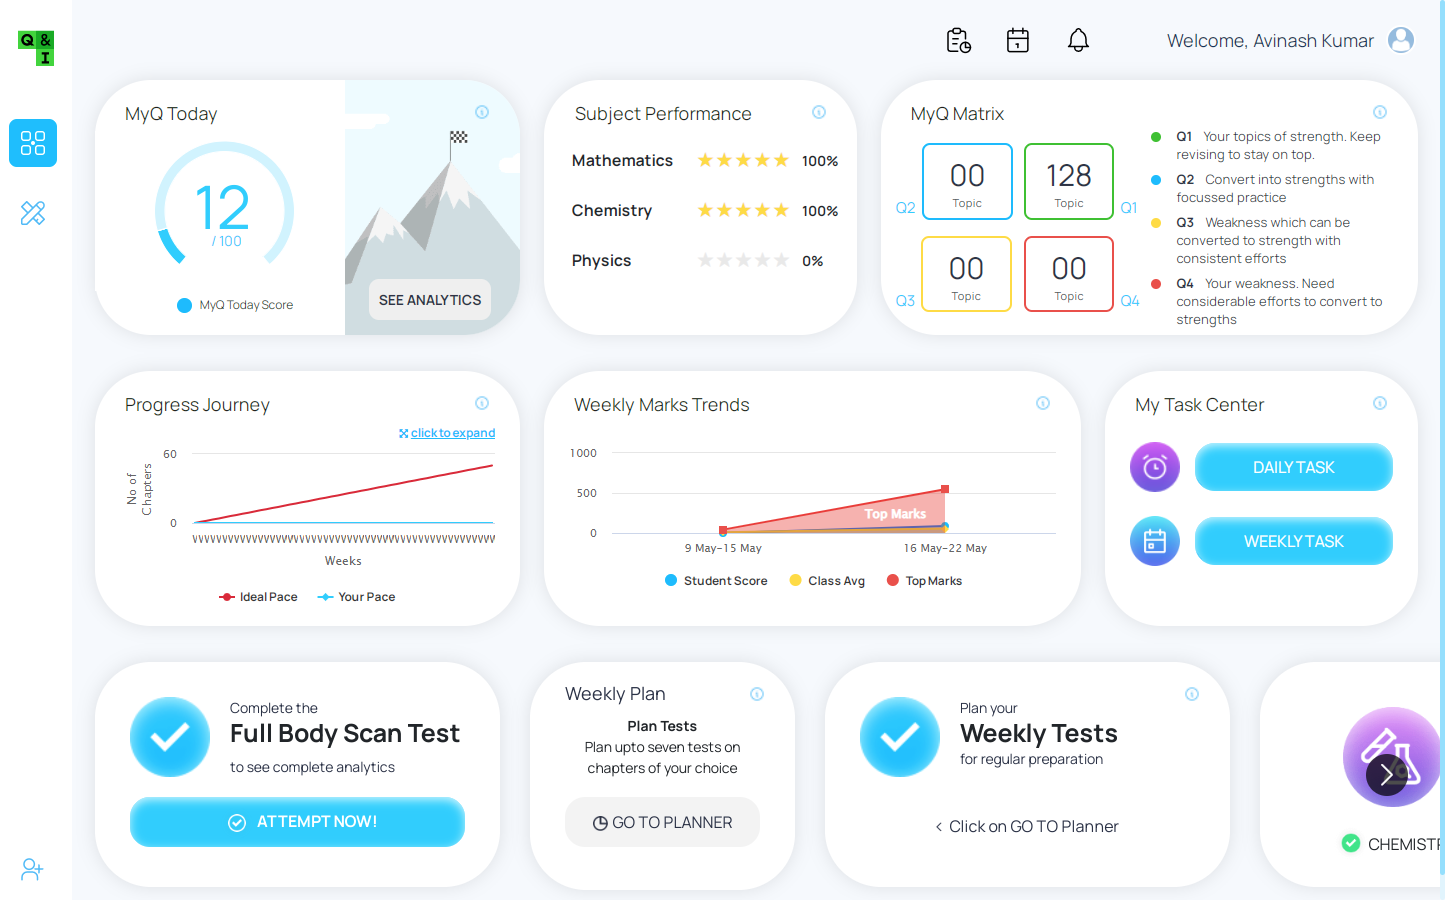 Q &
I
Welcome, Avinash Kumar
MyQ Today
12
/ 100
MyQ Today Score
SEE ANALYTICS
Subject Performance
Mathematics 100%
Chemistry 100%
Physics 0%
MyQ Matrix
Q2
00
Topic
128
Topic
Q1
Q3
00
Topic
00
Topic
Q4
Q1 Your topics of strength. Keep
revising to stay on top.
Q2 Convert into strengths with
focussed practice
Q3 Weakness which can be
converted to strength with
consistent efforts
Q4 Your weakness. Need
considerable efforts to convert to
strengths
Progress Journey
click to expand
No of
Chapters
60
0
Weeks
Ideal Pace Your Pace
Weekly Marks Trends
1000
500
0
Top Marks
9 May-15 May 16 May-22 May
Student Score Class Avg Top Marks
My Task Center
DAILY TASK
WEEKLY TASK
Complete the
Full Body Scan Test
to see complete analytics
ATTEMPT NOW!
Weekly Plan
Plan Tests
Plan upto seven tests on
chapters of your choice
GO TO PLANNER
Plan your
Weekly Tests
for regular preparation
< Click on GO TO Planner